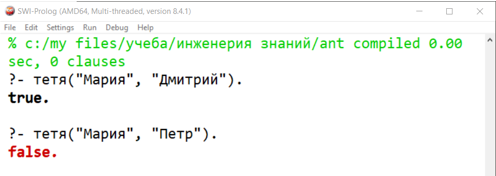 SWI-Prolog (AMD64, Multi-threaded, version 8.4.1)
File Edit Settings Run Debug Help
% c:/my files/учеба/инженерия знаний/ant compiled 0.00
sec, 0 clauses
?- тетя("Мария", "Дмитрий").
true.
?- тетя("Мария", "Петр").
false.